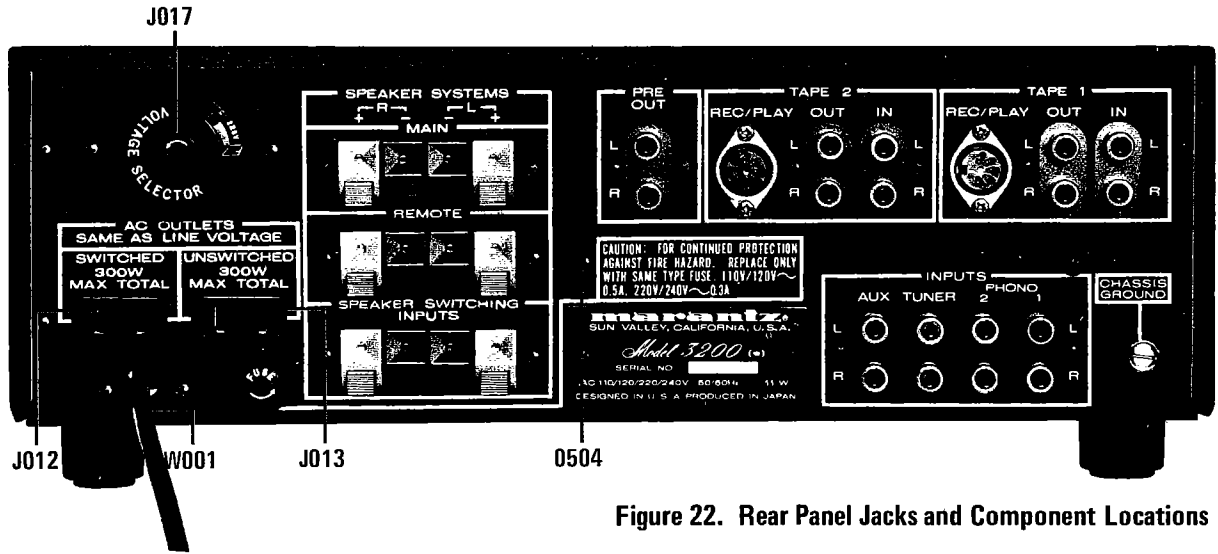 J017
VOLTAGE SELECTOR
SPEAKER SYSTEMS
R L
+ - - +
MAIN
REMOTE
SPEAKER SWITCHING
INPUTS
AC OUTLETS
SAME AS LINE VOLTAGE
SWITCHED
300W
MAX TOTAL
UNSWITCHED
300W
MAX TOTAL
FUSE
PRE
OUT
L
R
TAPE 2
REC/PLAY OUT IN
L L
R R
TAPE 1
REC/PLAY OUT IN
L L
R R
CAUTION: FOR CONTINUED PROTECTION
AGAINST FIRE HAZARD. REPLACE ONLY
WITH SAME TYPE FUSE. 110V/120V~
0.5A. 220V/240V~0.3A
marantz
SUN VALLEY, CALIFORNIA, U.S.A.
Model 3200 (•)
SERIAL NO
AC 110/120/220/240V 50/60Hz 11 W
DESIGNED IN U S A PRODUCED IN JAPAN
INPUTS
AUX TUNER PHONO
2 1
L L
R R
CHASSIS
GROUND
J012
W001
J013
0504
Figure 22. Rear Panel Jacks and Component Locations